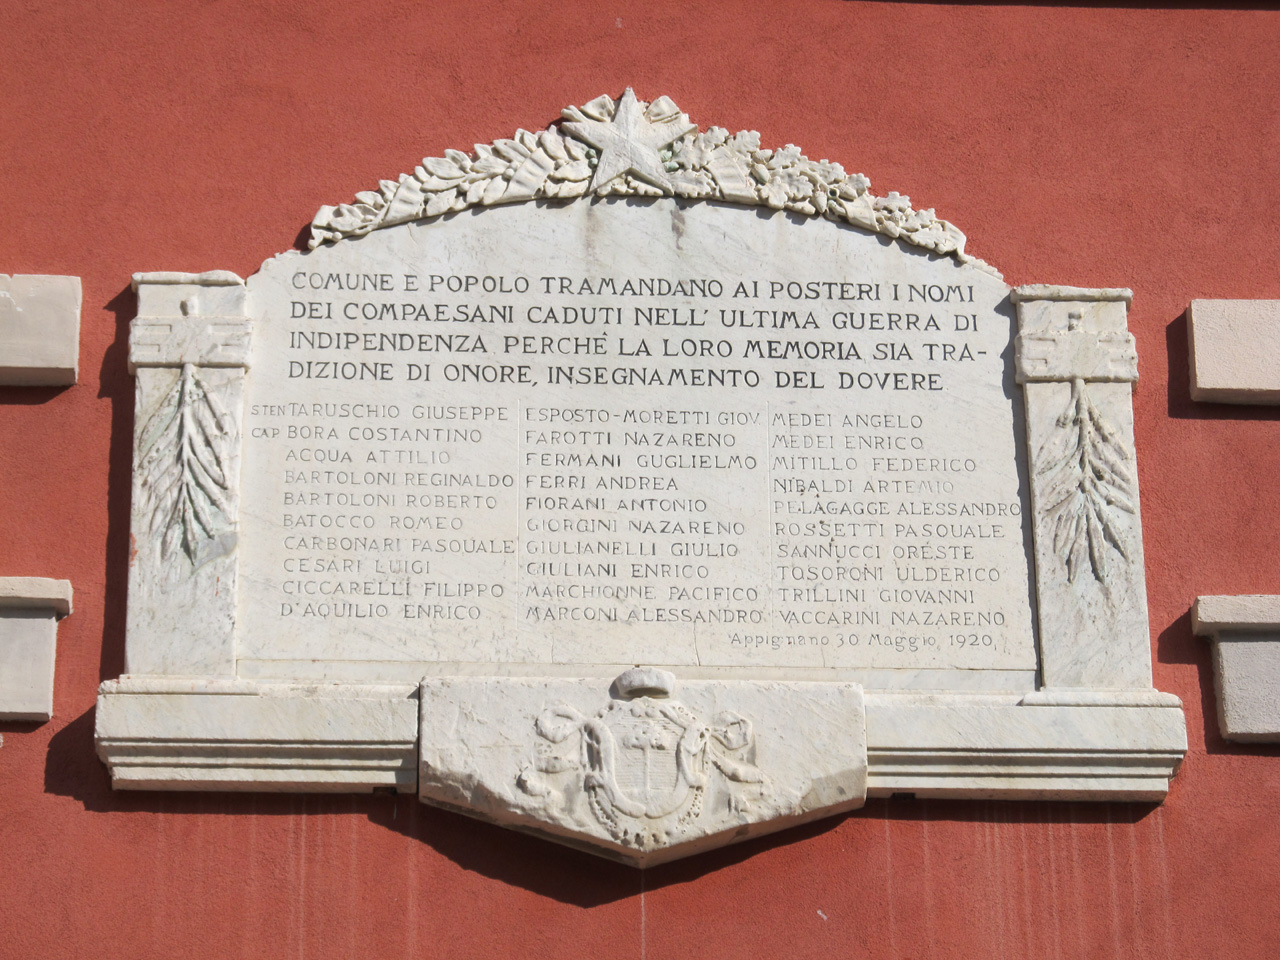 COMUNE E POPOLO TRAMANDANO AI POSTERI I NOMI
DEI COMPAESANI CADUTI NELL'ULTIMA GUERRA DI
INDIPENDENZA PERCHÈ LA LORO MEMORIA SIA TRA-
DIZIONE DI ONORE, INSEGNAMENTO DEL DOVERE
STEN TARUSCHIO GIUSEPPE
CAP BORA COSTANTINO
ACQUA ATTILIO
BARTOLONI REGINALDO
BARTOLONI ROBERTO
BATOCCO ROMEO
CARBONARI PASQUALE
CESARI LUIGI
CICCARELLI FILIPPO
D'AQUILIO ENRICO
ESPOSTO-MORETTI GIOV.
FAROTTI NAZARENO
FERMANI GUGLIELMO
FERRI ANDREA
FIORANI ANTONIO
GIORGINI NAZARENO
GIULIANELLI GIULIO
GIULIANI ENRICO
MARCHIONNE PACIFICO
MARCONI ALESSANDRO
MEDEI ANGELO
MEDEI ENRICO
MITILLO FEDERICO
NIBALDI ARTEMIO
PELAGAGGE ALESSANDRO
ROSSETTI PASQUALE
SANNUCCI ORESTE
TOSORONI ULDERICO
TRILLINI GIOVANNI
VACCARINI NAZARENO
APPIGNANO 30 MAGGIO 1920.